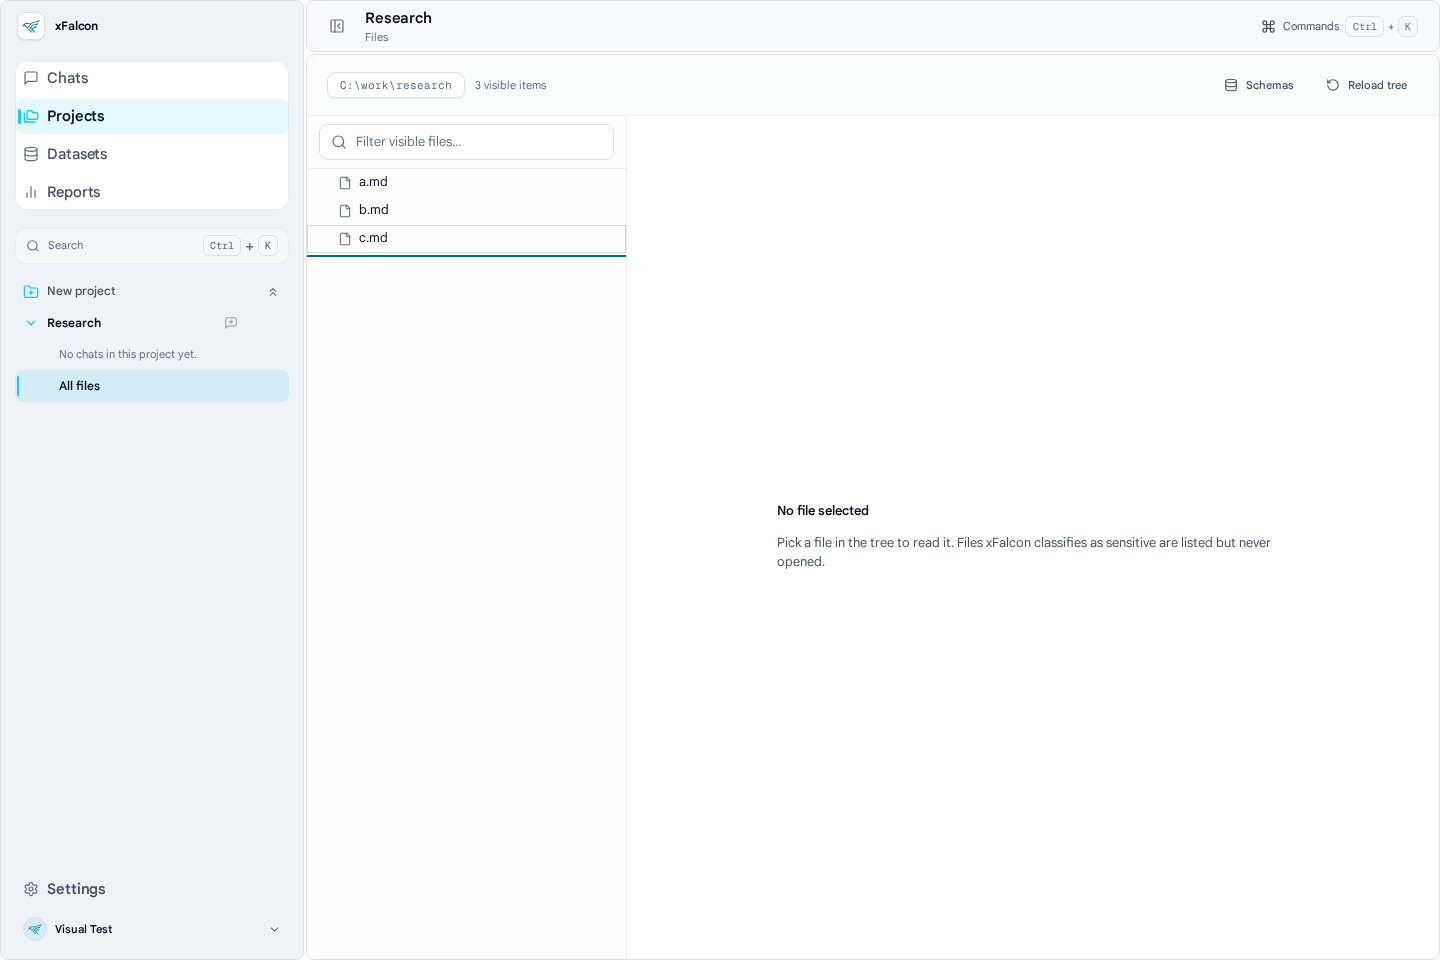 xFalcon
Chats
Projects
Datasets
Reports
Search Ctrl + K
New project
Research
No chats in this project yet.
All files
Settings
Visual Test
Research
Files
Commands Ctrl + K
C:\work\research 3 visible items
Schemas Reload tree
Filter visible files...
a.md
b.md
c.md
No file selected
Pick a file in the tree to read it. Files xFalcon classifies as sensitive are listed but never
opened.